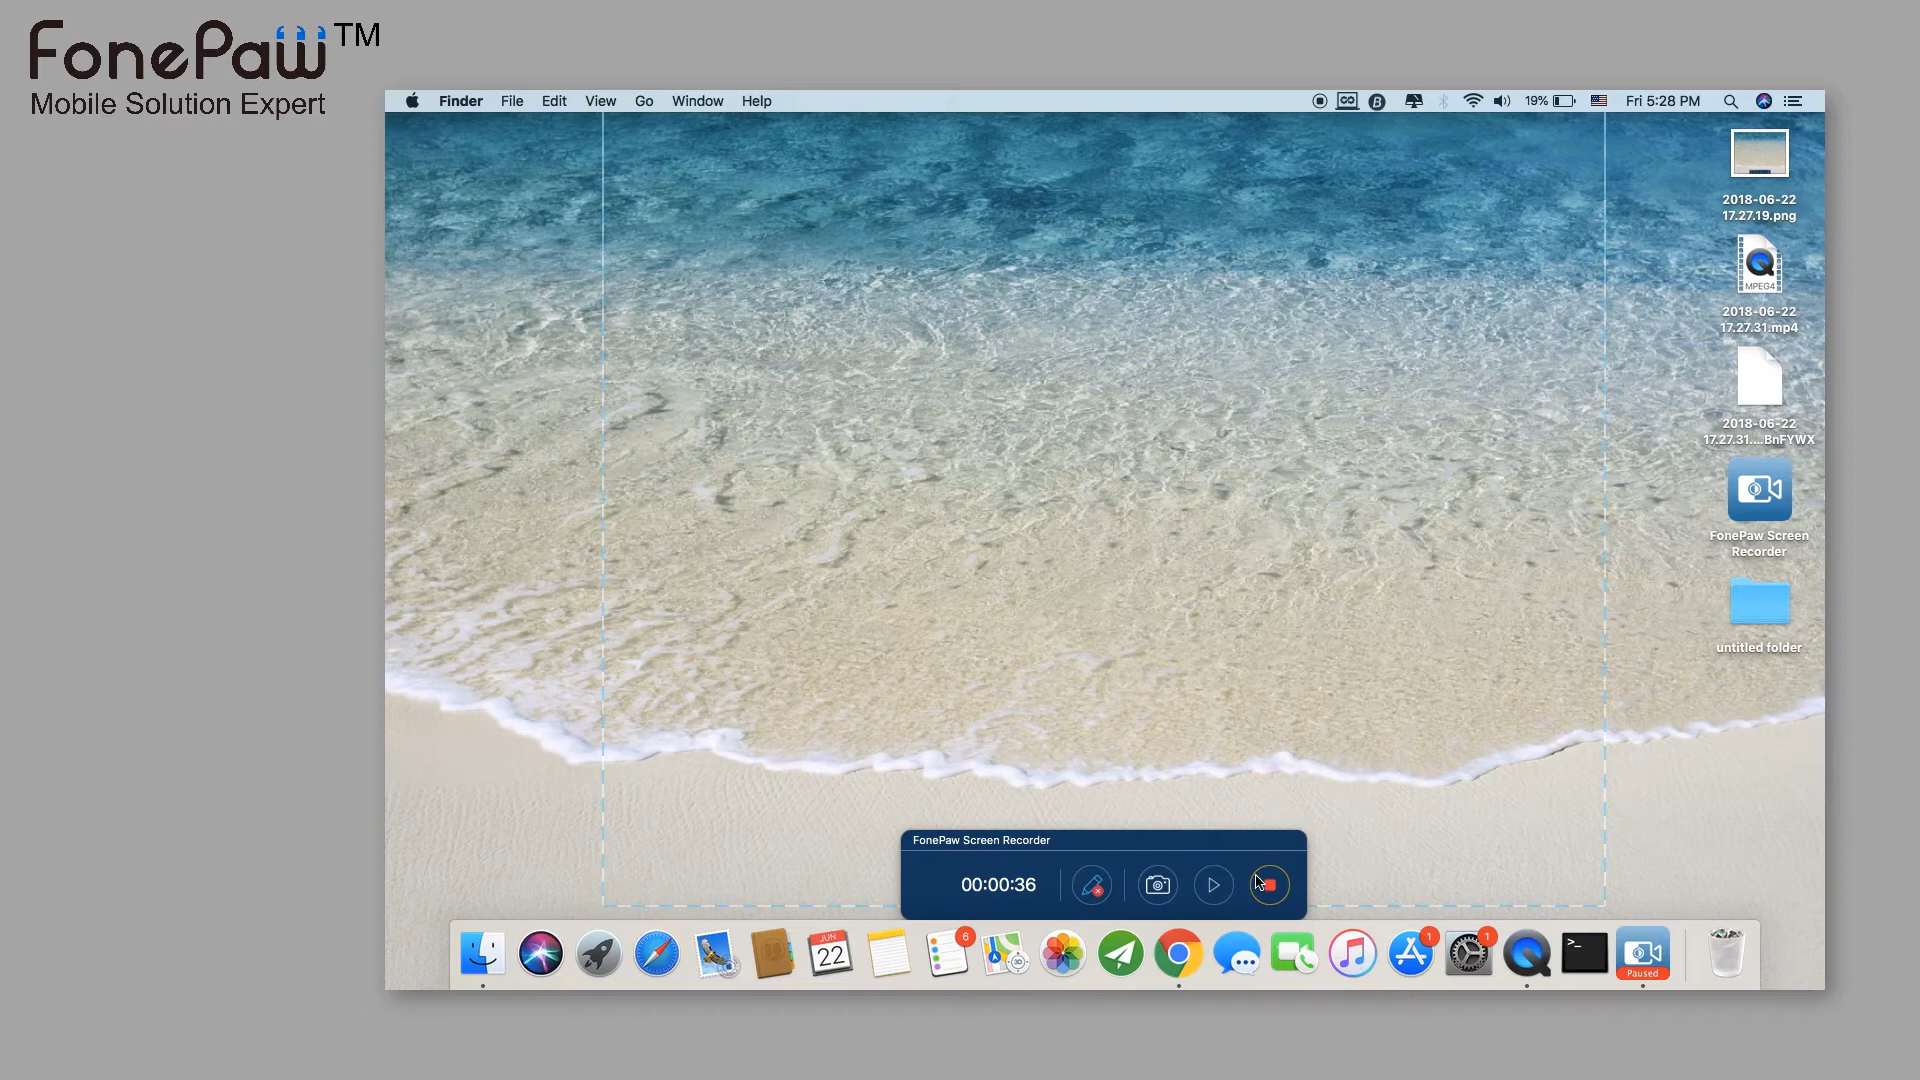 FonePaw™
Mobile Solution Expert
Finder File Edit View Go Window Help
19% Fri 5:28 PM
2018-06-22
17.27.19.png
MPEG4
2018-06-22
17.27.31.mp4
2018-06-22
17.27.31....BnFYWX
FonePaw Screen
Recorder
untitled folder
FonePaw Screen Recorder
00:00:36
JUN
22
6
3D
1
1
>_
Paused